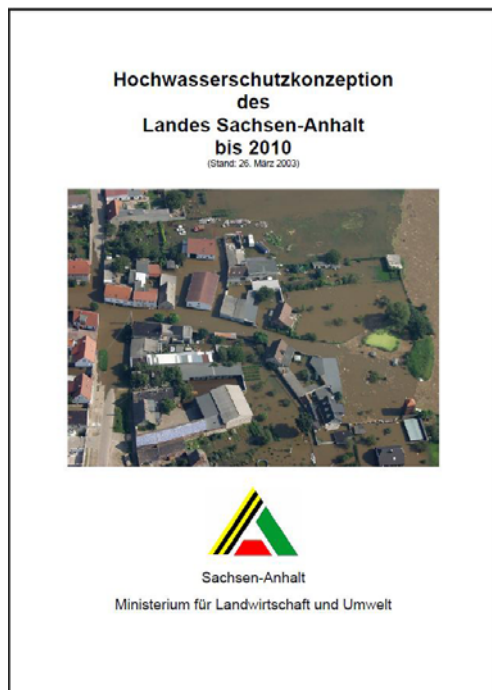 Hochwasserschutzkonzeption
des
Landes Sachsen-Anhalt
bis 2010
(Stand: 26. März 2003)
Sachsen-Anhalt
Ministerium für Landwirtschaft und Umwelt